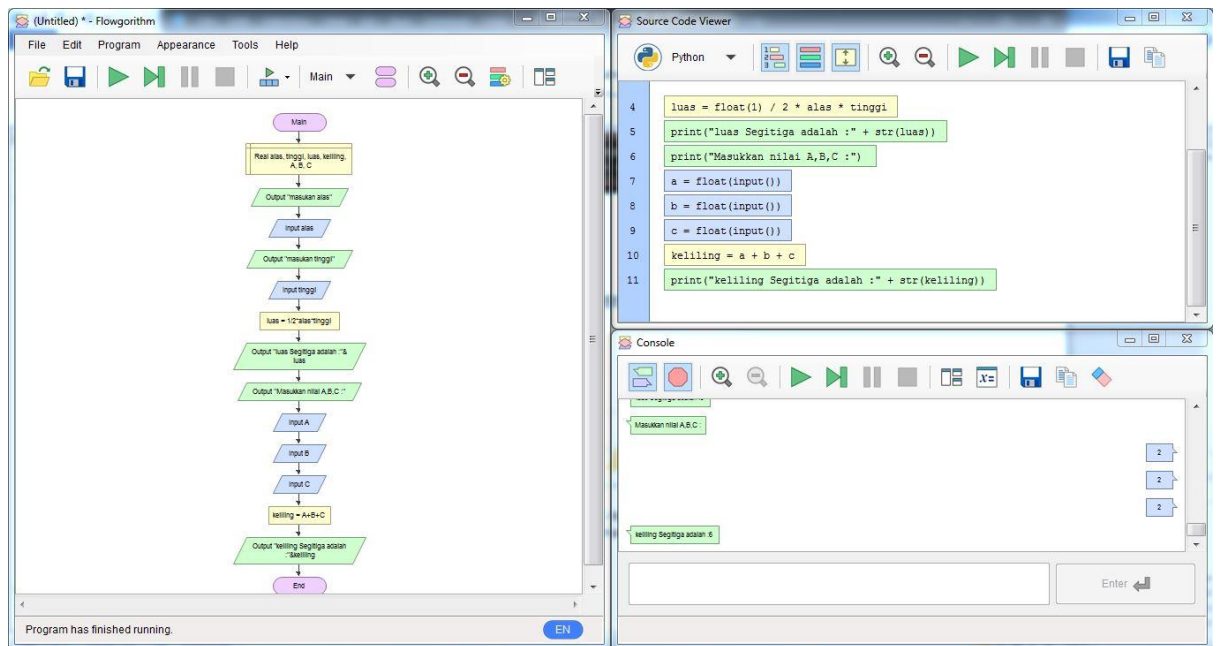 (Untitled) * - Flowgorithm
File Edit Program Appearance Tools Help
Main
Main
Real alas, tinggi, luas, keliling,
A, B, C
Output "masukan alas"
Input alas
Output "masukan tinggi"
Input tinggi
luas = 1/2*alas*tinggi
Output "luas Segitiga adalah :"&
luas
Output "Masukkan nilai A,B,C :"
Input A
Input B
Input C
keliling = A+B+C
Output "keliling Segitiga adalah
:"&keliling
End
Program has finished running.
EN
Source Code Viewer
Python
4 luas = float(1) / 2 * alas * tinggi
5 print("luas Segitiga adalah :" + str(luas))
6 print("Masukkan nilai A,B,C :")
7 a = float(input())
8 b = float(input())
9 c = float(input())
10 keliling = a + b + c
11 print("keliling Segitiga adalah :" + str(keliling))
Console
Masukkan nilai A,B,C :
2
2
2
keliling Segitiga adalah :6
Enter